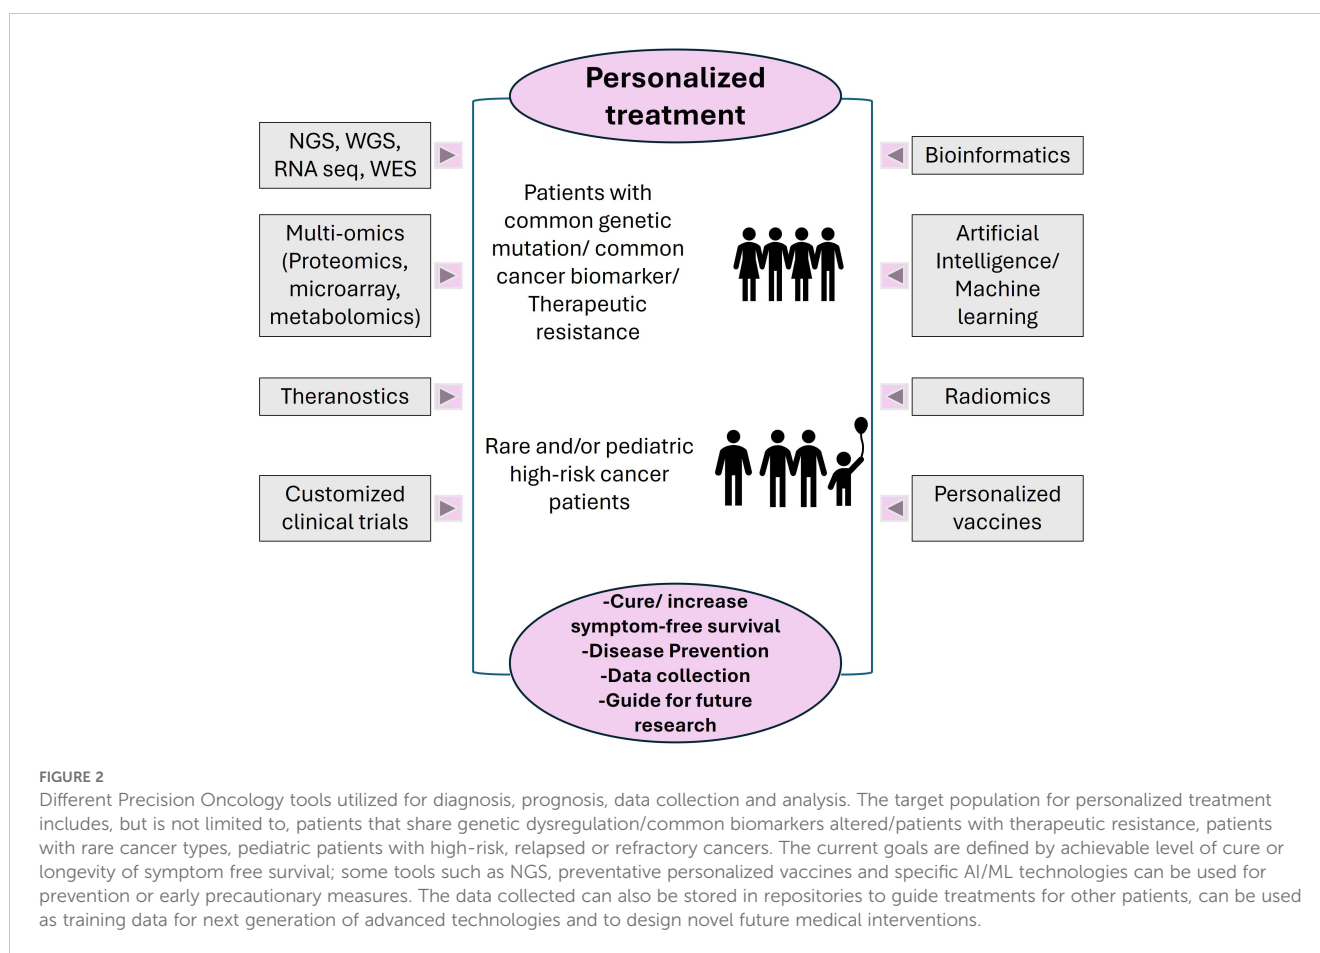 Personalized
treatment
NGS, WGS,
RNA seq, WES
Multi-omics
(Proteomics,
microarray,
metabolomics)
Theranostics
Customized
clinical trials
Patients with
common genetic
mutation/ common
cancer biomarker/
Therapeutic
resistance
Rare and/or pediatric
high-risk cancer
patients
Bioinformatics
Artificial
Intelligence/
Machine
learning
Radiomics
Personalized
vaccines
-Cure/ increase
symptom-free survival
-Disease Prevention
-Data collection
-Guide for future
research
FIGURE 2
Different Precision Oncology tools utilized for diagnosis, prognosis, data collection and analysis. The target population for personalized treatment
includes, but is not limited to, patients that share genetic dysregulation/common biomarkers altered/patients with therapeutic resistance, patients
with rare cancer types, pediatric patients with high-risk, relapsed or refractory cancers. The current goals are defined by achievable level of cure or
longevity of symptom free survival; some tools such as NGS, preventative personalized vaccines and specific AI/ML technologies can be used for
prevention or early precautionary measures. The data collected can also be stored in repositories to guide treatments for other patients, can be used
as training data for next generation of advanced technologies and to design novel future medical interventions.